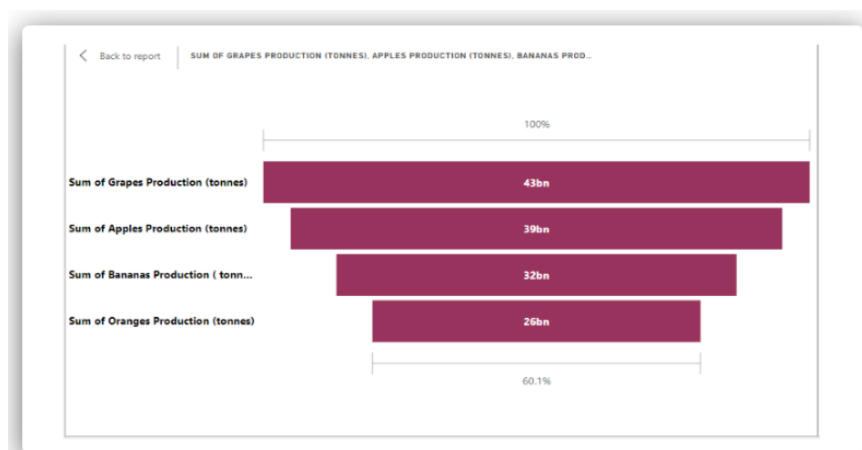 Back to report
SUM OF GRAPES PRODUCTION (TONNES), APPLES PRODUCTION (TONNES), BANANAS PROD...
100%
Sum of Grapes Production (tonnes) 43bn
Sum of Apples Production (tonnes) 39bn
Sum of Bananas Production ( tonn... 32bn
Sum of Oranges Production (tonnes) 26bn
60.1%